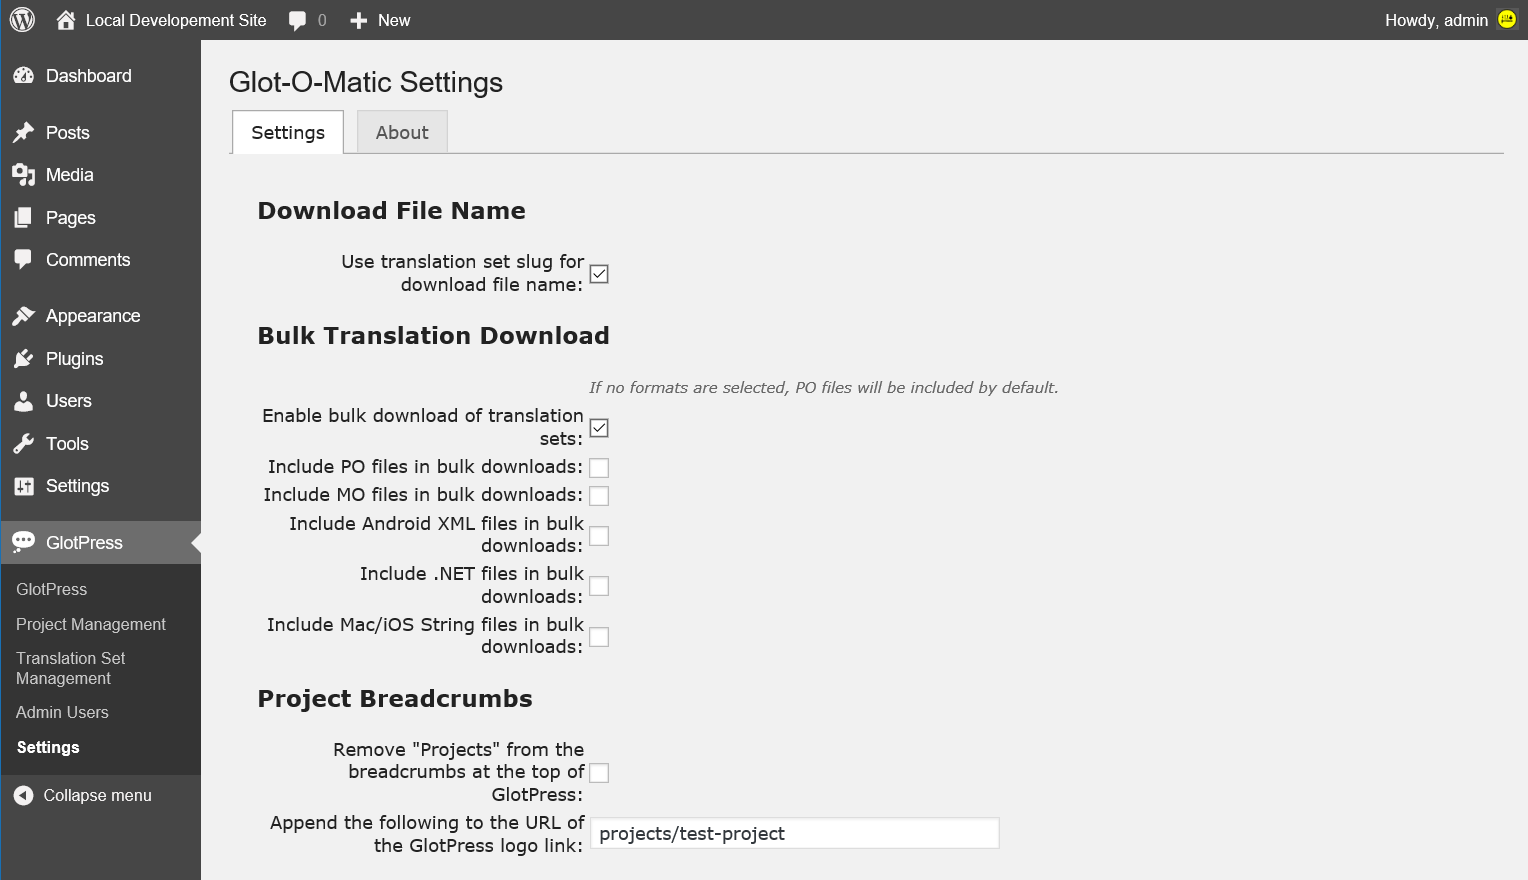 Local Developement Site
0
New
Howdy, admin
Dashboard
Posts
Media
Pages
Comments
Appearance
Plugins
Users
Tools
Settings
GlotPress
GlotPress
Project Management
Translation Set
Management
Admin Users
Settings
Collapse menu
Glot-O-Matic Settings
Settings
About
Download File Name
Use translation set slug for
download file name:
Bulk Translation Download
If no formats are selected, PO files will be included by default.
Enable bulk download of translation
sets:
Include PO files in bulk downloads:
Include MO files in bulk downloads:
Include Android XML files in bulk
downloads:
Include .NET files in bulk
downloads:
Include Mac/iOS String files in bulk
downloads:
Project Breadcrumbs
Remove "Projects" from the
breadcrumbs at the top of
GlotPress:
Append the following to the URL of
the GlotPress logo link:
projects/test-project